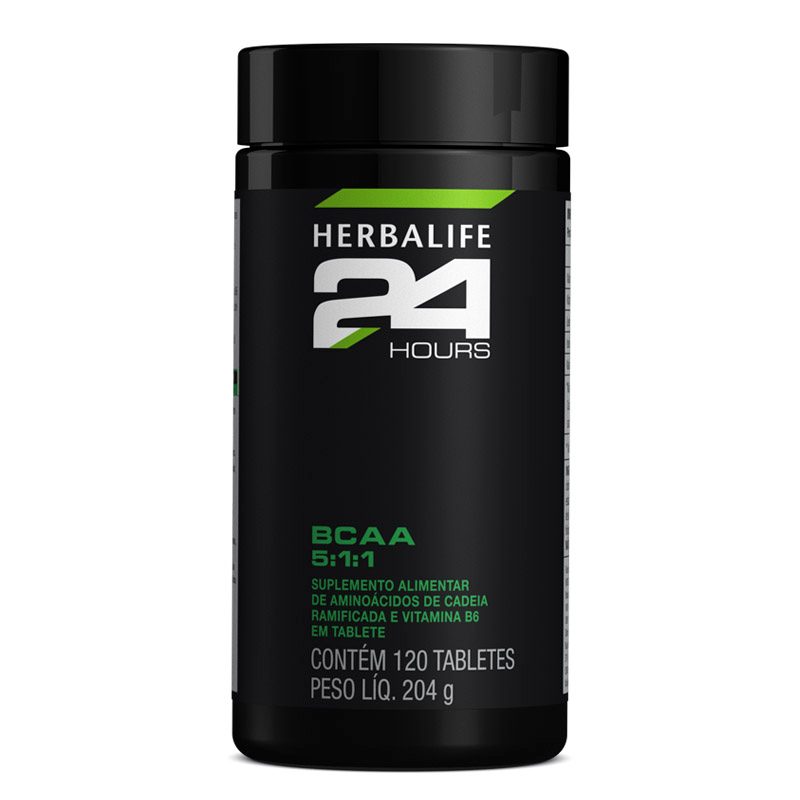 HERBALIFE
24
HOURS
BCAA
5:1:1
SUPLEMENTO ALIMENTAR
DE AMINOÁCIDOS DE CADEIA
RAMIFICADA E VITAMINA B6
EM TABLETE
CONTÉM 120 TABLETES
PESO LÍQ. 204 g